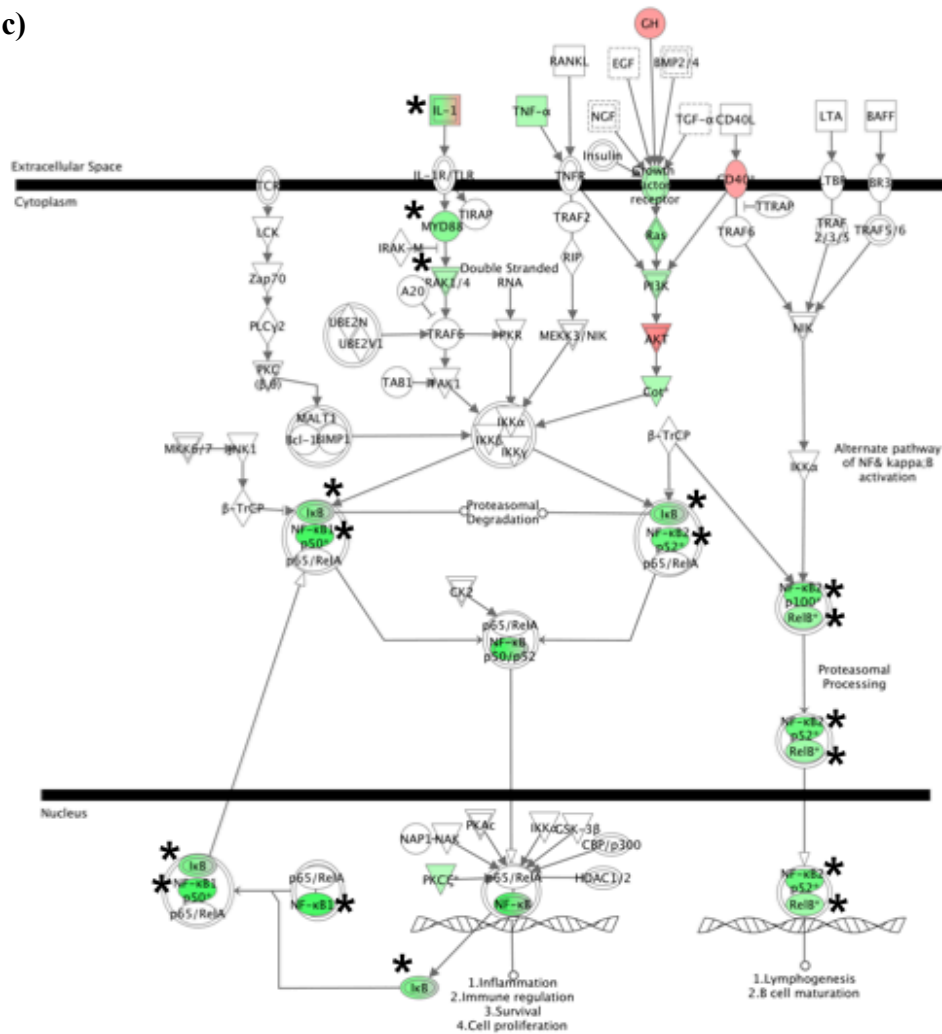 c)
GH
RANKL
EGF
BMP2/4
* IL-1
TNF-α
NGF
TGF-α
CD40L
LTA
BAFF
Insulin
Extracellular Space
Cytoplasm
TCR
IL-1R/TLR
TNFR
Growth
factor
receptor
CD40*
LTBR
BR3
TIRAP
TTRAP
* MYD88
LCK
IRAK-M
TRAF2
Ras
TRAF6
TRAF
2/3/5
TRAF5/6
* IRAK1/4
Zap70
Double Stranded
RNA
RIP
PI3K
A20
PLCγ2
UBE2N
UBE2V1
TRAF6
PKR
MEKK3/NIK
AKT
NIK
PKC
(β,θ)
TAB1
TAK1
Cot*
MALT1
Bcl-10
BIMP1
IKKα
IKKβ
IKKγ
β-TrCP
MKK6/7
JNK1
IKKα
Alternate pathway
of NF& kappa;B
activation
β-TrCP
IκB *
NF-κB1 *
p50*
p65/RelA
Proteasomal
Degradation
IκB *
NF-κB2 *
p52*
p65/RelA
CK2
p65/RelA
NF-κB
p50/p52
NF-κB2 *
p100*
RelB* *
Proteasomal
Processing
NF-κB2 *
p52*
RelB* *
Nucleus
PKAc
NAP1
NAK
IKKα
GSK-3β
CBP/p300
PKCζ*
p65/RelA
NF-κB
HDAC1/2
* IκB
* NF-κB1
p50*
p65/RelA
p65/RelA
NF-κB1 *
NF-κB2 *
p52*
RelB* *
* IκB
1.Inflammation
2.Immune regulation
3.Survival
4.Cell proliferation
1.Lymphogenesis
2.B cell maturation